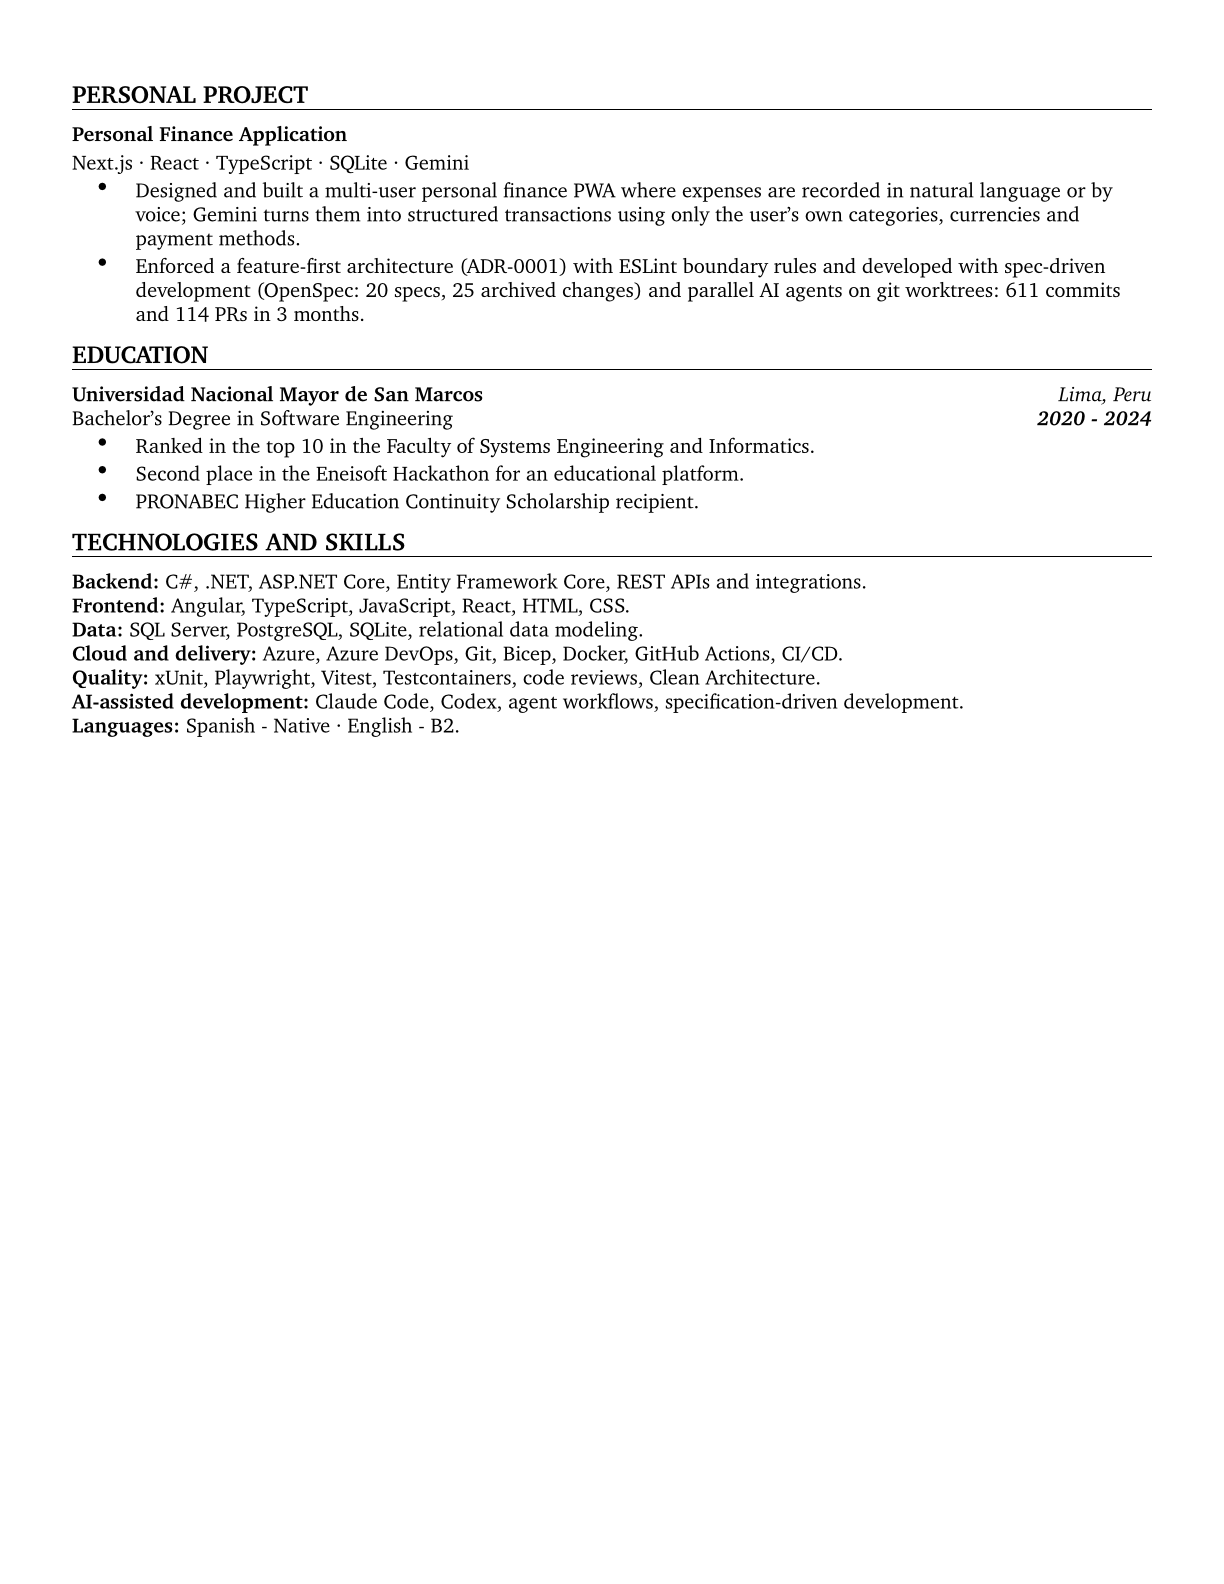 PERSONAL PROJECT
Personal Finance Application
Next.js · React · TypeScript · SQLite · Gemini
• Designed and built a multi-user personal finance PWA where expenses are recorded in natural language or by
voice; Gemini turns them into structured transactions using only the user’s own categories, currencies and
payment methods.
• Enforced a feature-first architecture (ADR-0001) with ESLint boundary rules and developed with spec-driven
development (OpenSpec: 20 specs, 25 archived changes) and parallel AI agents on git worktrees: 611 commits
and 114 PRs in 3 months.
EDUCATION
Universidad Nacional Mayor de San Marcos Lima, Peru
Bachelor’s Degree in Software Engineering 2020 - 2024
• Ranked in the top 10 in the Faculty of Systems Engineering and Informatics.
• Second place in the Eneisoft Hackathon for an educational platform.
• PRONABEC Higher Education Continuity Scholarship recipient.
TECHNOLOGIES AND SKILLS
Backend: C#, .NET, ASP.NET Core, Entity Framework Core, REST APIs and integrations.
Frontend: Angular, TypeScript, JavaScript, React, HTML, CSS.
Data: SQL Server, PostgreSQL, SQLite, relational data modeling.
Cloud and delivery: Azure, Azure DevOps, Git, Bicep, Docker, GitHub Actions, CI/CD.
Quality: xUnit, Playwright, Vitest, Testcontainers, code reviews, Clean Architecture.
AI-assisted development: Claude Code, Codex, agent workflows, specification-driven development.
Languages: Spanish - Native · English - B2.